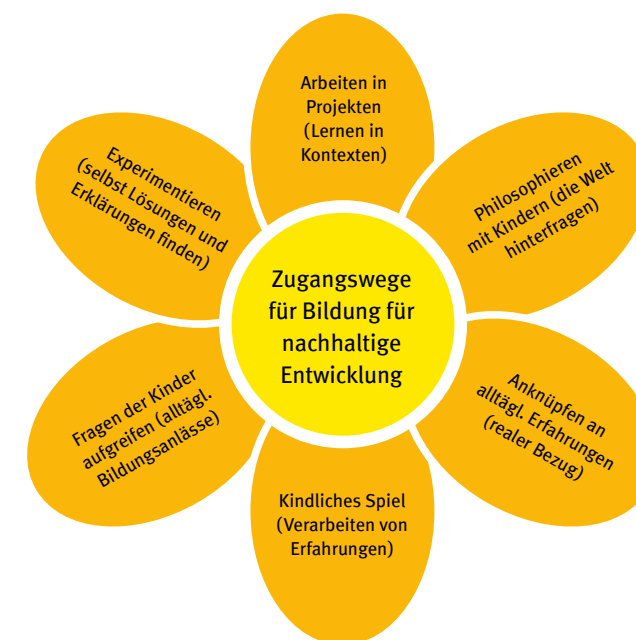 Arbeiten in
Projekten
(Lernen in
Kontexten)
Philosophieren
mit Kindern (die Welt
hinterfragen)
Anknüpfen an
alltägl. Erfahrungen
(realer Bezug)
Kindliches Spiel
(Verarbeiten von
Erfahrungen)
Fragen der Kinder
aufgreifen (alltägl.
Bildungsanlässe)
Experimentieren
(selbst Lösungen und
Erklärungen finden)
Zugangswege
für Bildung für
nachhaltige
Entwicklung